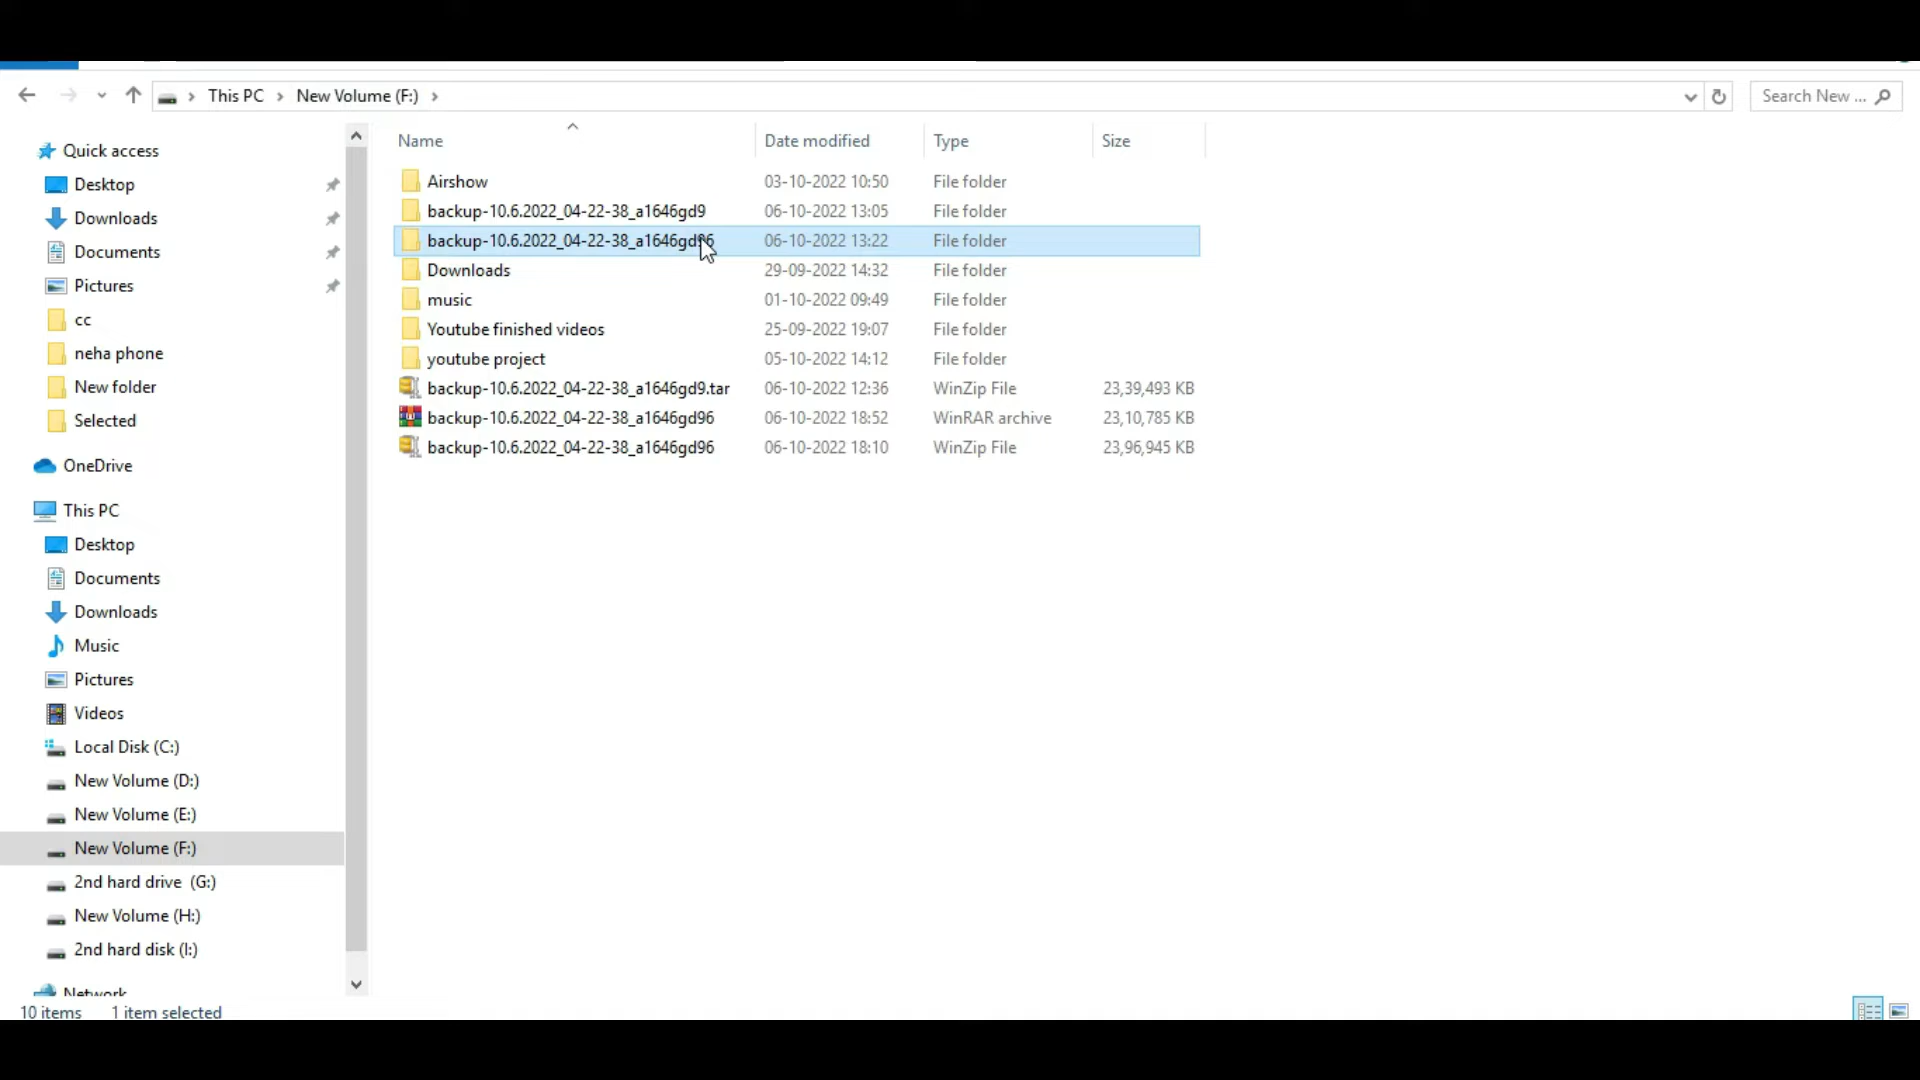 This PC > New Volume (F:) >
Search New ...
Quick access
Desktop
Downloads
Documents
Pictures
cc
neha phone
New folder
Selected
OneDrive
This PC
Desktop
Documents
Downloads
Music
Pictures
Videos
Local Disk (C:)
New Volume (D:)
New Volume (E:)
New Volume (F:)
2nd hard drive (G:)
New Volume (H:)
2nd hard disk (I:)
Network
Name Date modified Type Size
Airshow 03-10-2022 10:50 File folder
backup-10.6.2022_04-22-38_a1646gd9 06-10-2022 13:05 File folder
backup-10.6.2022_04-22-38_a1646gd96 06-10-2022 13:22 File folder
Downloads 29-09-2022 14:32 File folder
music 01-10-2022 09:49 File folder
Youtube finished videos 25-09-2022 19:07 File folder
youtube project 05-10-2022 14:12 File folder
backup-10.6.2022_04-22-38_a1646gd9.tar 06-10-2022 12:36 WinZip File 23,39,493 KB
backup-10.6.2022_04-22-38_a1646gd96 06-10-2022 18:52 WinRAR archive 23,10,785 KB
backup-10.6.2022_04-22-38_a1646gd96 06-10-2022 18:10 WinZip File 23,96,945 KB
10 items 1 item selected